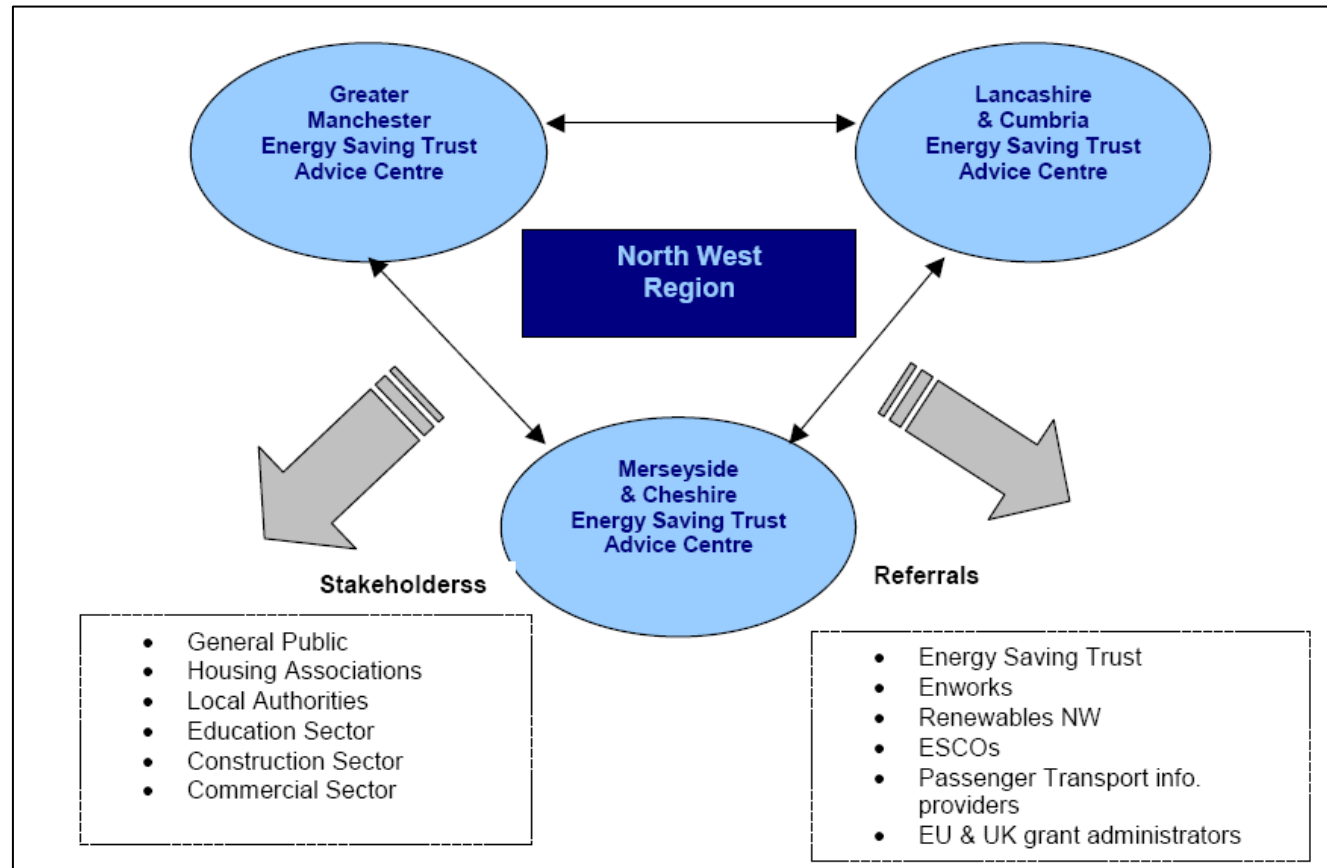 Greater
Manchester
Energy Saving Trust
Advice Centre
Lancashire
& Cumbria
Energy Saving Trust
Advice Centre
North West
Region
Merseyside
& Cheshire
Energy Saving Trust
Advice Centre
Stakeholderss
• General Public
• Housing Associations
• Local Authorities
• Education Sector
• Construction Sector
• Commercial Sector
Referrals
• Energy Saving Trust
• Enworks
• Renewables NW
• ESCOs
• Passenger Transport info.
providers
• EU & UK grant administrators